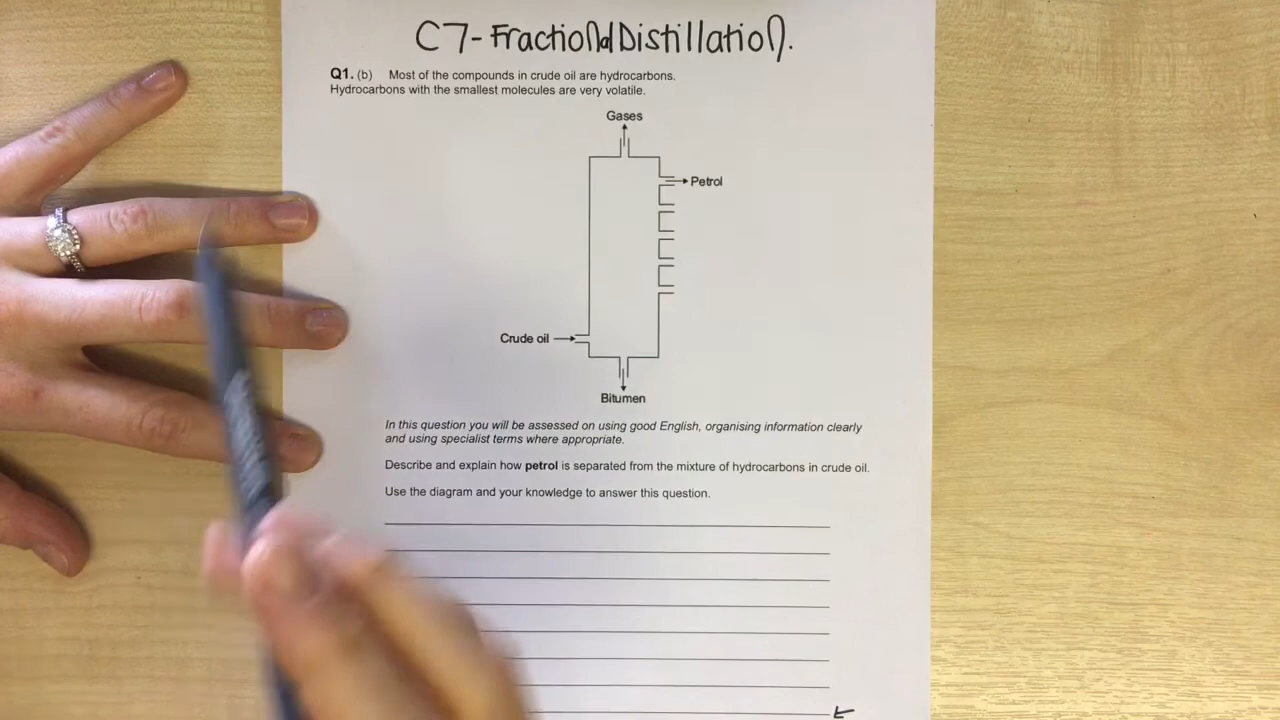 C7-Fractional Distillation.
Q1. (b) Most of the compounds in crude oil are hydrocarbons.
Hydrocarbons with the smallest molecules are very volatile.
Gases
Petrol
Crude oil
Bitumen
In this question you will be assessed on using good English, organising information clearly
and using specialist terms where appropriate.
Describe and explain how petrol is separated from the mixture of hydrocarbons in crude oil.
Use the diagram and your knowledge to answer this question.